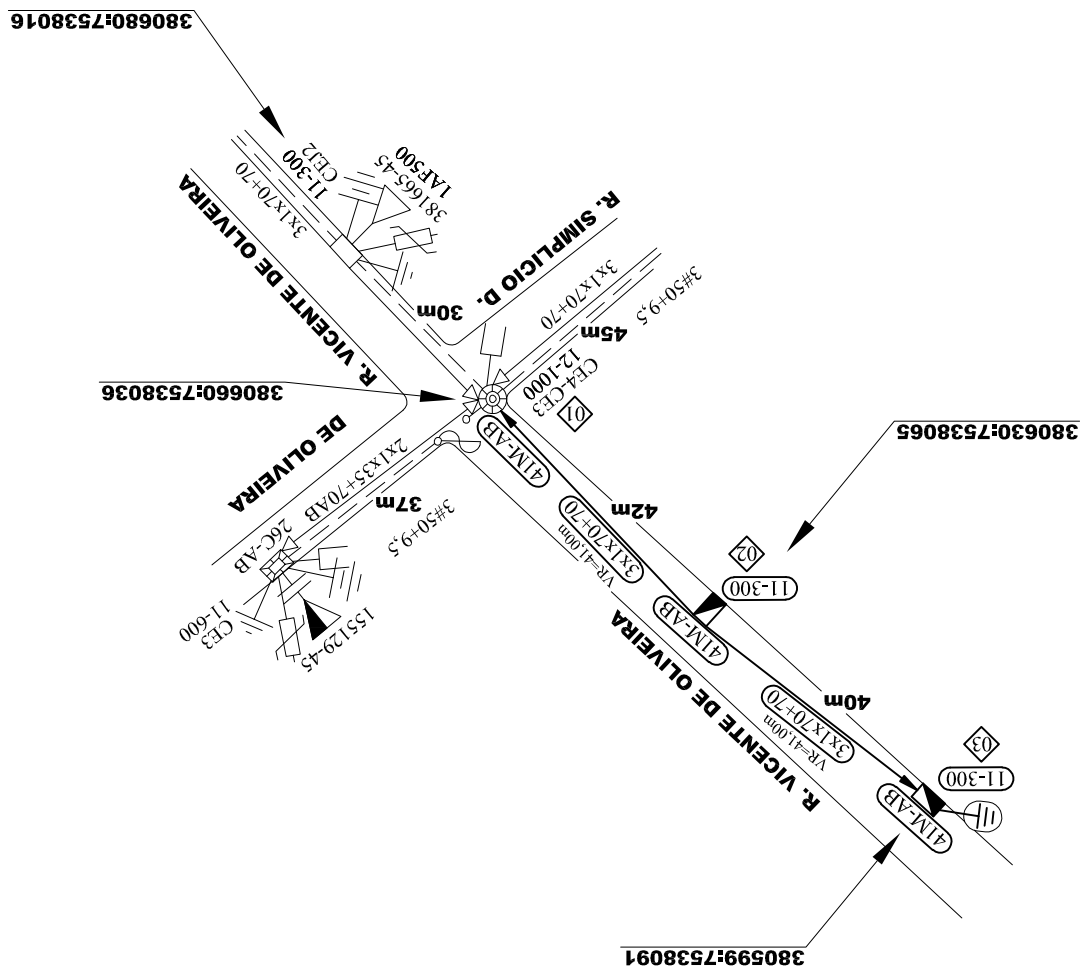 380599:7538091
41M-AB
11-300
03
R. VICENTE DE OLIVEIRA
VR=41,00m
3x1x70+70
40m
155129-45
CE3
11-600
41M-AB
11-300
02
380630:7538065
26C-AB
3#50+9,5
VR=41,00m
3x1x70+70
42m
37m
2x1x35+70AB
DE OLIVEIRA
41M-AB
01
380660:7538036
CE4-CE3
12-1000
R. VICENTE DE OLIVEIRA
45m
3#50+9,5
3x1x70+70
30m
R. SIMPLICIO D.
381665-45
1AF500
3x1x70+70
11-300
CEJ2
380680:7538016